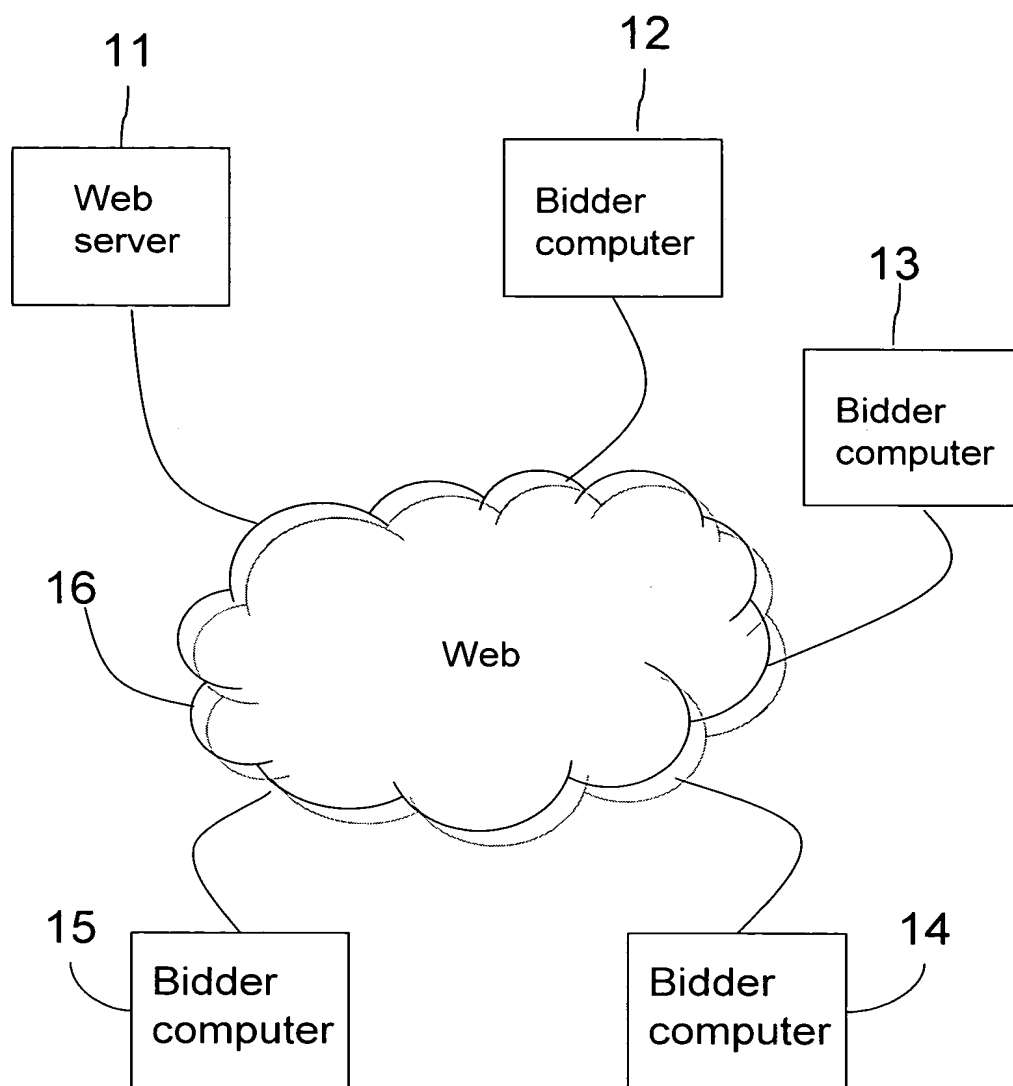 11
12
Web
server
Bidder
computer
13
Bidder
computer
16
Web
15
14
Bidder
computer
Bidder
computer